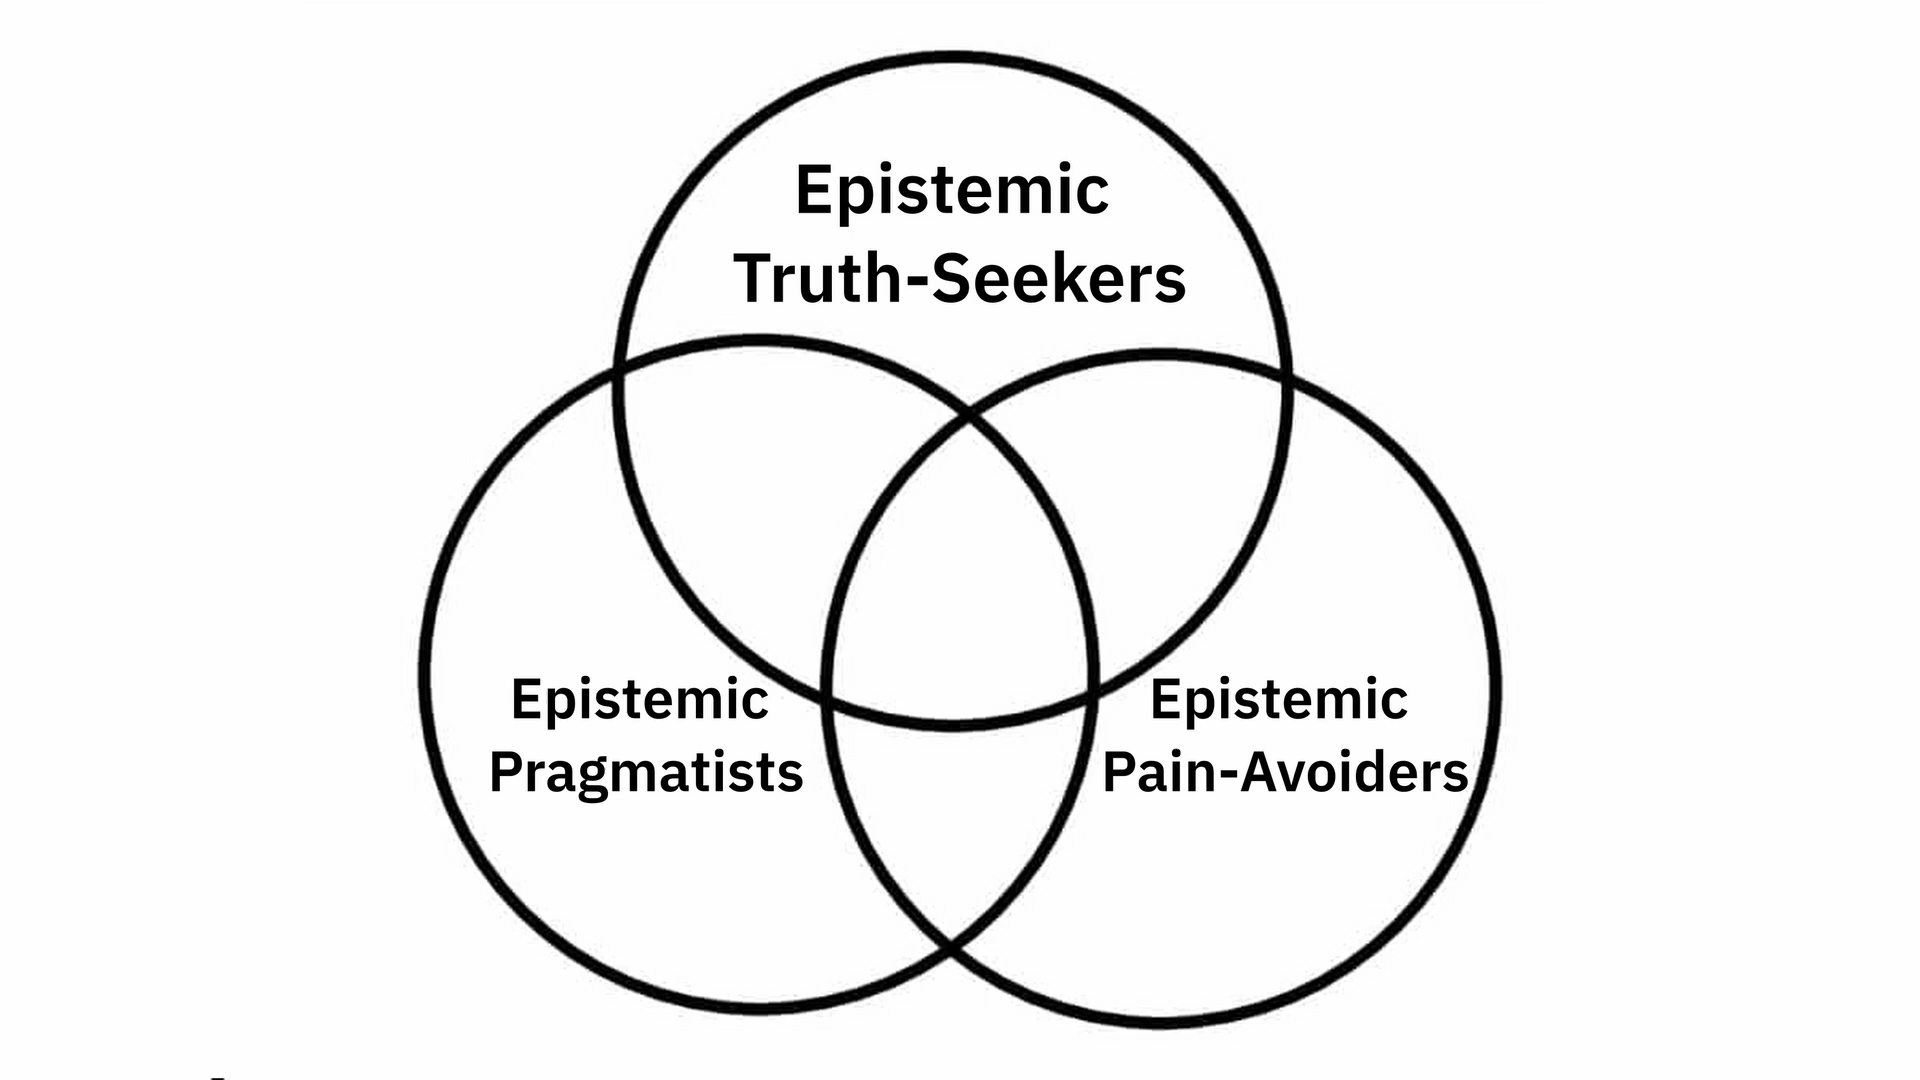 Epistemic
Truth-Seekers
Epistemic
Pragmatists
Epistemic
Pain-Avoiders